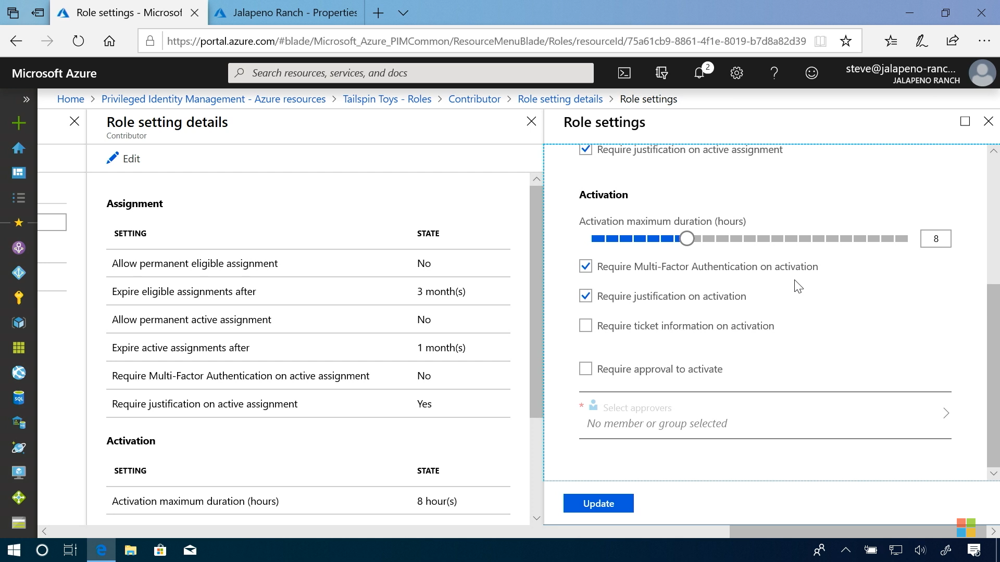 Role settings - Microsof
Jalapeno Ranch - Properties
https://portal.azure.com/#blade/Microsoft_Azure_PIMCommon/ResourceMenuBlade/Roles/resourceId/75a61cb9-8861-4f1e-8019-b7d8a82d39
Microsoft Azure
Search resources, services, and docs
2
steve@jalapeno-ranc...
JALAPENO RANCH
Home > Privileged Identity Management - Azure resources > Tailspin Toys - Roles > Contributor > Role setting details > Role settings
Role setting details
Contributor
Edit
Assignment
SETTING STATE
Allow permanent eligible assignment No
Expire eligible assignments after 3 month(s)
Allow permanent active assignment No
Expire active assignments after 1 month(s)
Require Multi-Factor Authentication on active assignment No
Require justification on active assignment Yes
Activation
SETTING STATE
Activation maximum duration (hours) 8 hour(s)
Role settings
Require justification on active assignment
Activation
Activation maximum duration (hours)
8
Require Multi-Factor Authentication on activation
Require justification on activation
Require ticket information on activation
Require approval to activate
* Select approvers
No member or group selected
Update
SQL